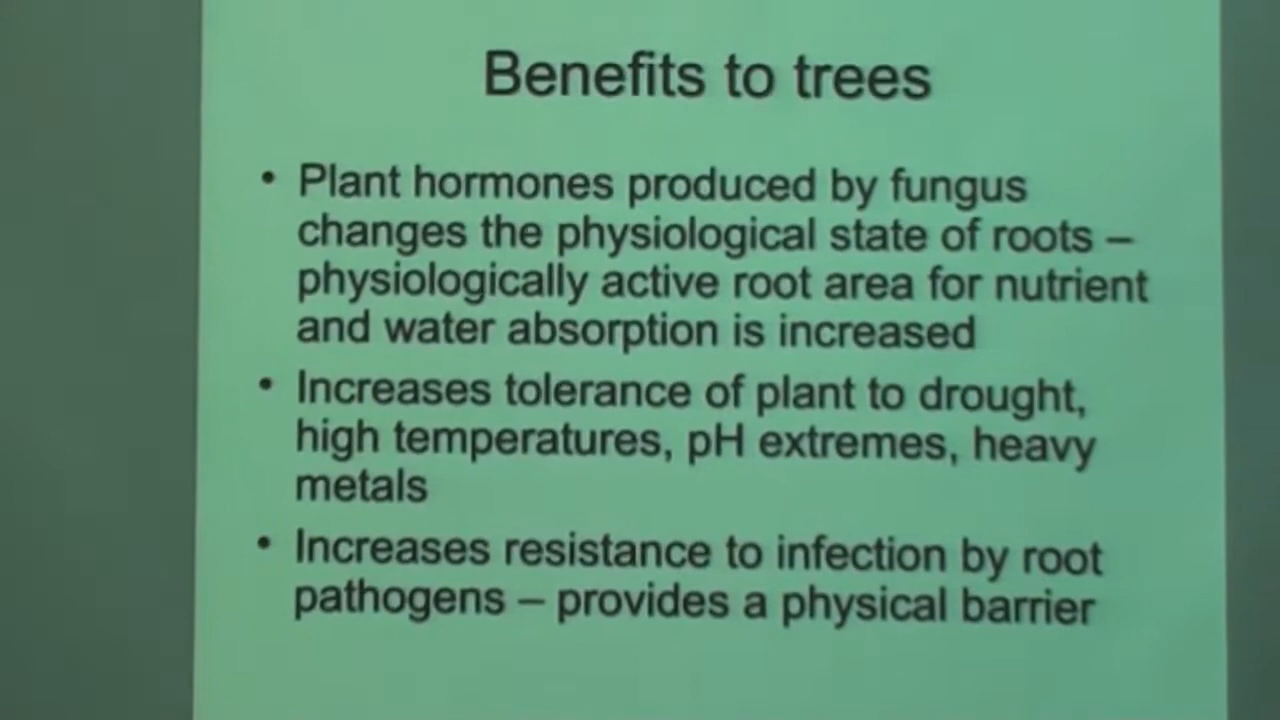 Benefits to trees
• Plant hormones produced by fungus
changes the physiological state of roots –
physiologically active root area for nutrient
and water absorption is increased
• Increases tolerance of plant to drought,
high temperatures, pH extremes, heavy
metals
• Increases resistance to infection by root
pathogens – provides a physical barrier